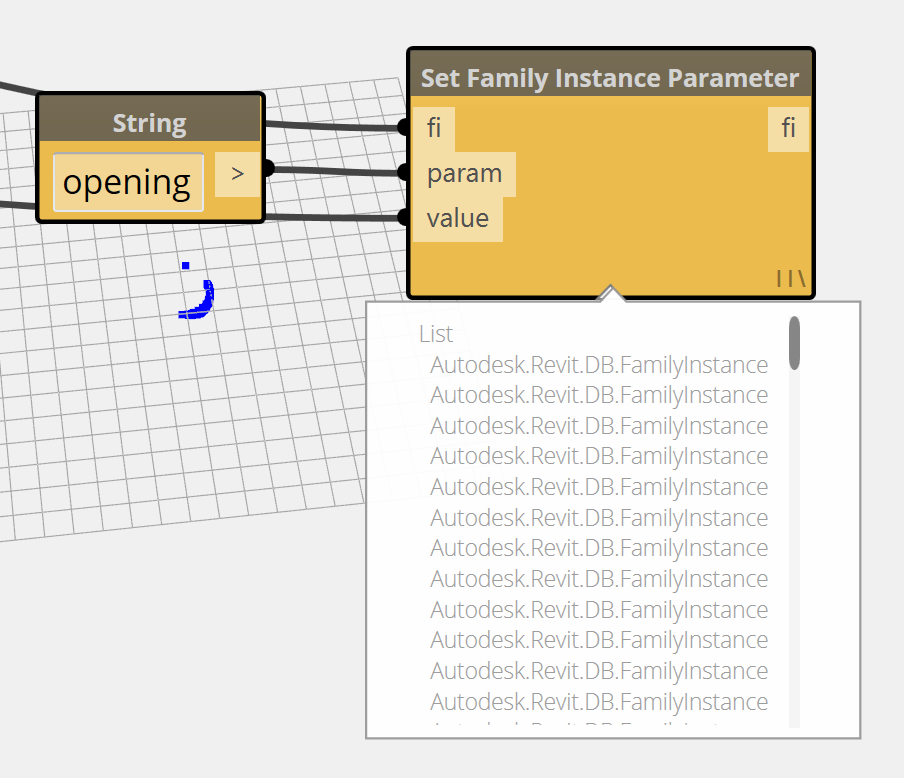 Set Family Instance Parameter
String
fi
fi
opening
>
param
value
List
Autodesk.Revit.DB.FamilyInstance
Autodesk.Revit.DB.FamilyInstance
Autodesk.Revit.DB.FamilyInstance
Autodesk.Revit.DB.FamilyInstance
Autodesk.Revit.DB.FamilyInstance
Autodesk.Revit.DB.FamilyInstance
Autodesk.Revit.DB.FamilyInstance
Autodesk.Revit.DB.FamilyInstance
Autodesk.Revit.DB.FamilyInstance
Autodesk.Revit.DB.FamilyInstance
Autodesk.Revit.DB.FamilyInstance
Autodesk.Revit.DB.FamilyInstance